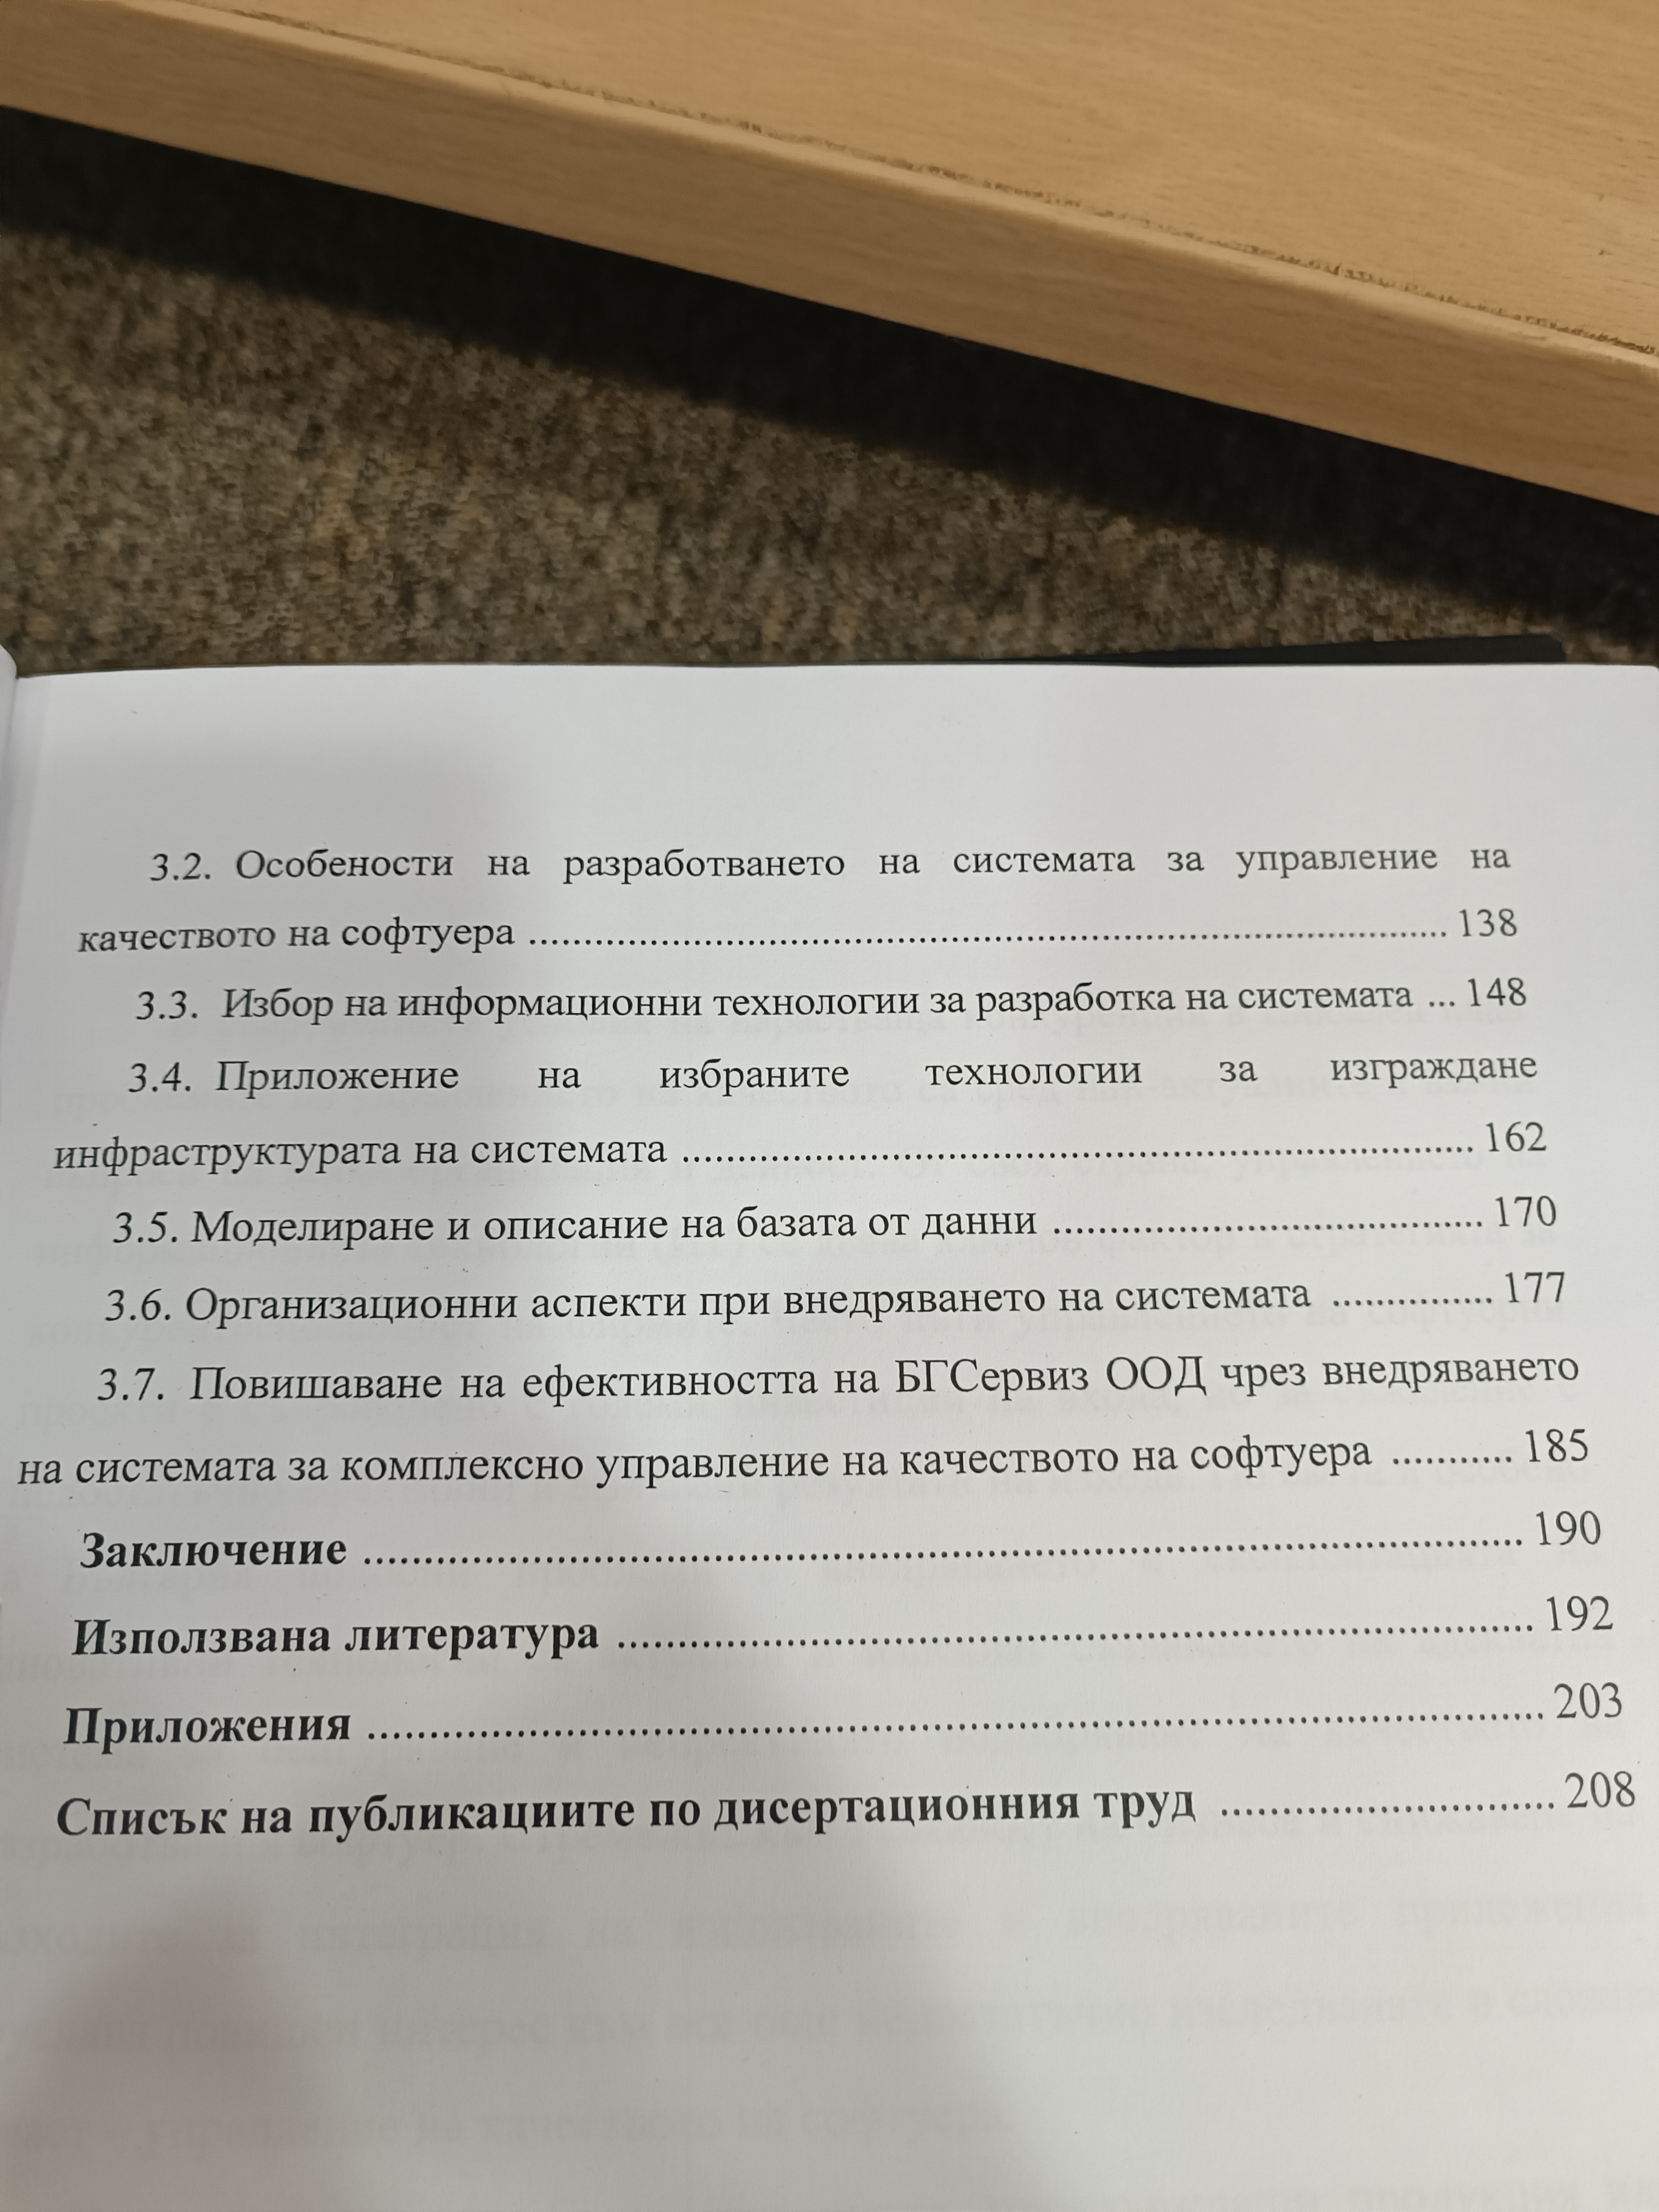 3.2. Особености на разработването на системата за управление на
качеството на софтуера ........................................................................................ 138
3.3. Избор на информационни технологии за разработка на системата ... 148
3.4. Приложение на избраните технологии за изграждане
инфраструктурата на системата ........................................................................ 162
3.5. Моделиране и описание на базата от данни ....................................... 170
3.6. Организационни аспекти при внедряването на системата ............... 177
3.7. Повишаване на ефективността на БГСервиз ООД чрез внедряването
на системата за комплексно управление на качеството на софтуера ........... 185
Заключение .................................................................................................... 190
Използвана литература ................................................................................ 192
Приложения ................................................................................................... 203
Списък на публикациите по дисертационния труд ............................ 208